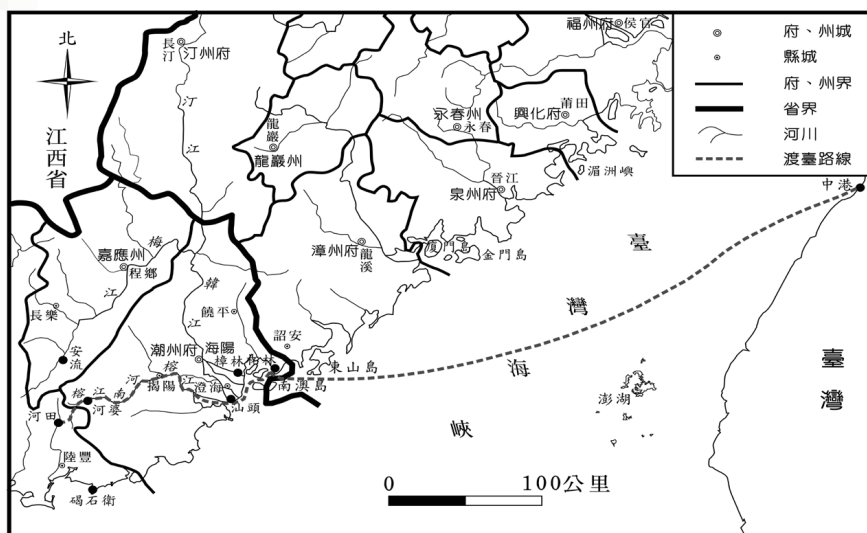 北
江西省
長汀
汀州府
汀江
龍巖
龍巖州
福州府
侯官
永春州
永春
興化府
莆田
湄洲嶼
晉江
泉州府
漳州府
龍溪
厦門島
金門島
嘉應州
程鄉
梅江
長樂
安流
韓江
饒平
潮州府
海陽
樟林
柘林
詔安
東山島
南澳島
澄海
汕頭
揭陽
榕江南河
榕江
河婆
河田
陸豐
碣石衛
臺灣海峽
澎湖
臺灣
中港
府、州城
縣城
府、州界
省界
河川
渡臺路線
0
100公里